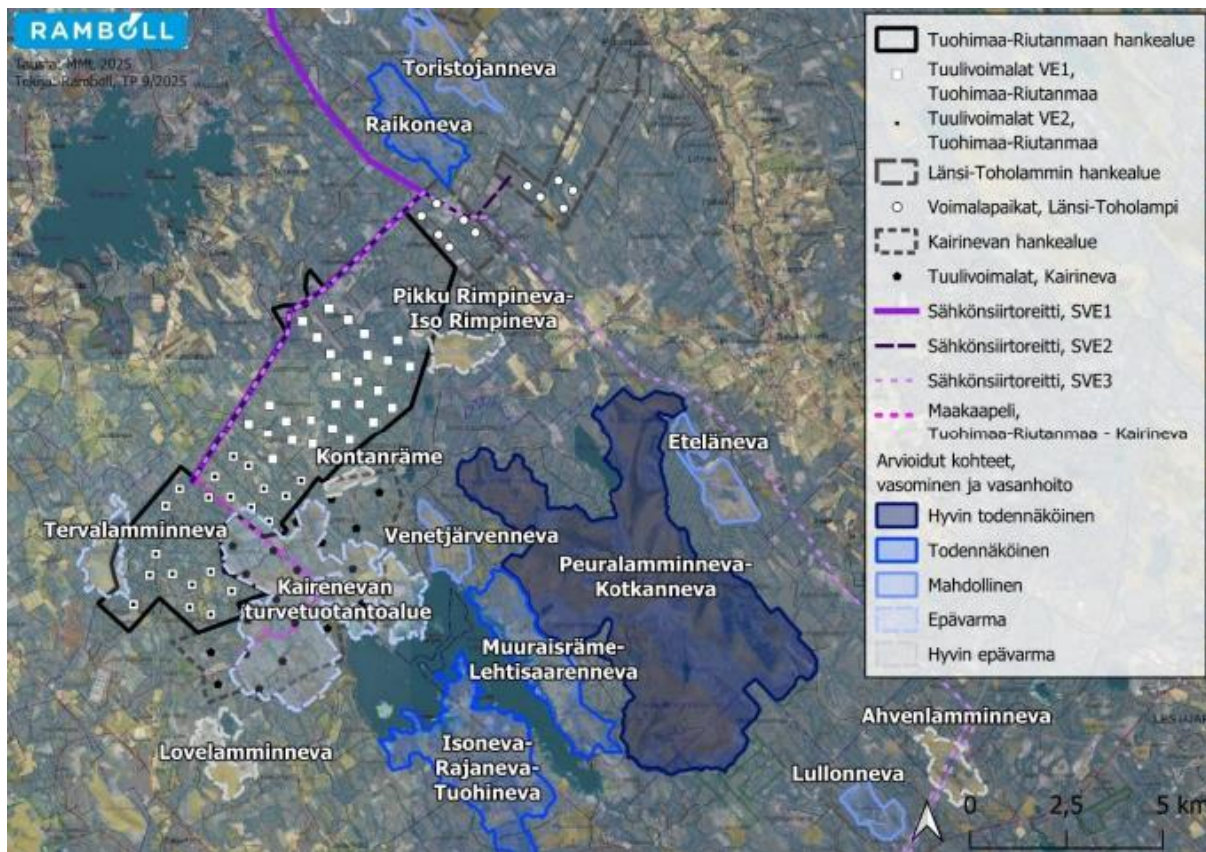 RAMBOLL
Tausta: MML 2025
Tekijä: Ramboll, TP 9/2025
Toristojanneva
Raikoneva
Pikku Rimpineva-
Iso Rimpineva
Kontanräme
Eteläneva
Tervalamminneva
Venetjärvenneva
Peuralamminneva-
Kotkanneva
Kairenevan
turvetuotantoalue
Muuraisräme-
Lehtisaarenneva
Lovelamminneva
Isoneva-
Rajaneva-
Tuohineva
Ahvenlamminneva
Lullonneva
Tuohimaa-Riutanmaan hankealue
Tuulivoimalat VE1,
Tuohimaa-Riutanmaa
Tuulivoimalat VE2,
Tuohimaa-Riutanmaa
Länsi-Toholammin hankealue
Voimalapaikat, Länsi-Toholampi
Kairinevan hankealue
Tuulivoimalat, Kairineva
Sähkönsiirtoreitti, SVE1
Sähkönsiirtoreitti, SVE2
Sähkönsiirtoreitti, SVE3
Maakaapeli,
Tuohimaa-Riutanmaa - Kairineva
Arvioidut kohteet,
vasominen ja vasanhoito
Hyvin todennäköinen
Todennäköinen
Mahdollinen
Epävarma
Hyvin epävarma
0 2,5 5 km